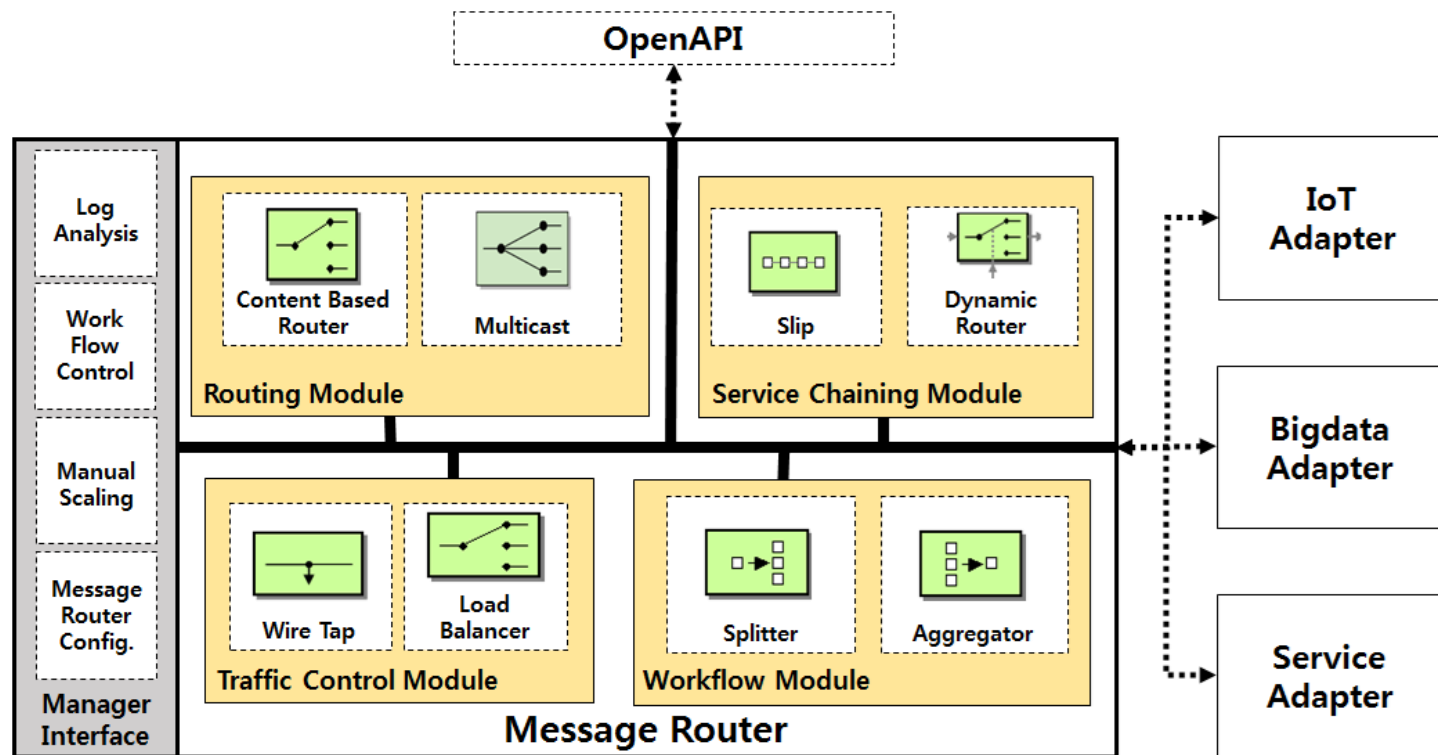 OpenAPI
Log
Analysis
Work
Flow
Control
Manual
Scaling
Message
Router
Config.
Manager
Interface
Content Based
Router
Multicast
Routing Module
Slip
Dynamic
Router
Service Chaining Module
Wire Tap
Load
Balancer
Traffic Control Module
Splitter
Aggregator
Workflow Module
Message Router
IoT
Adapter
Bigdata
Adapter
Service
Adapter